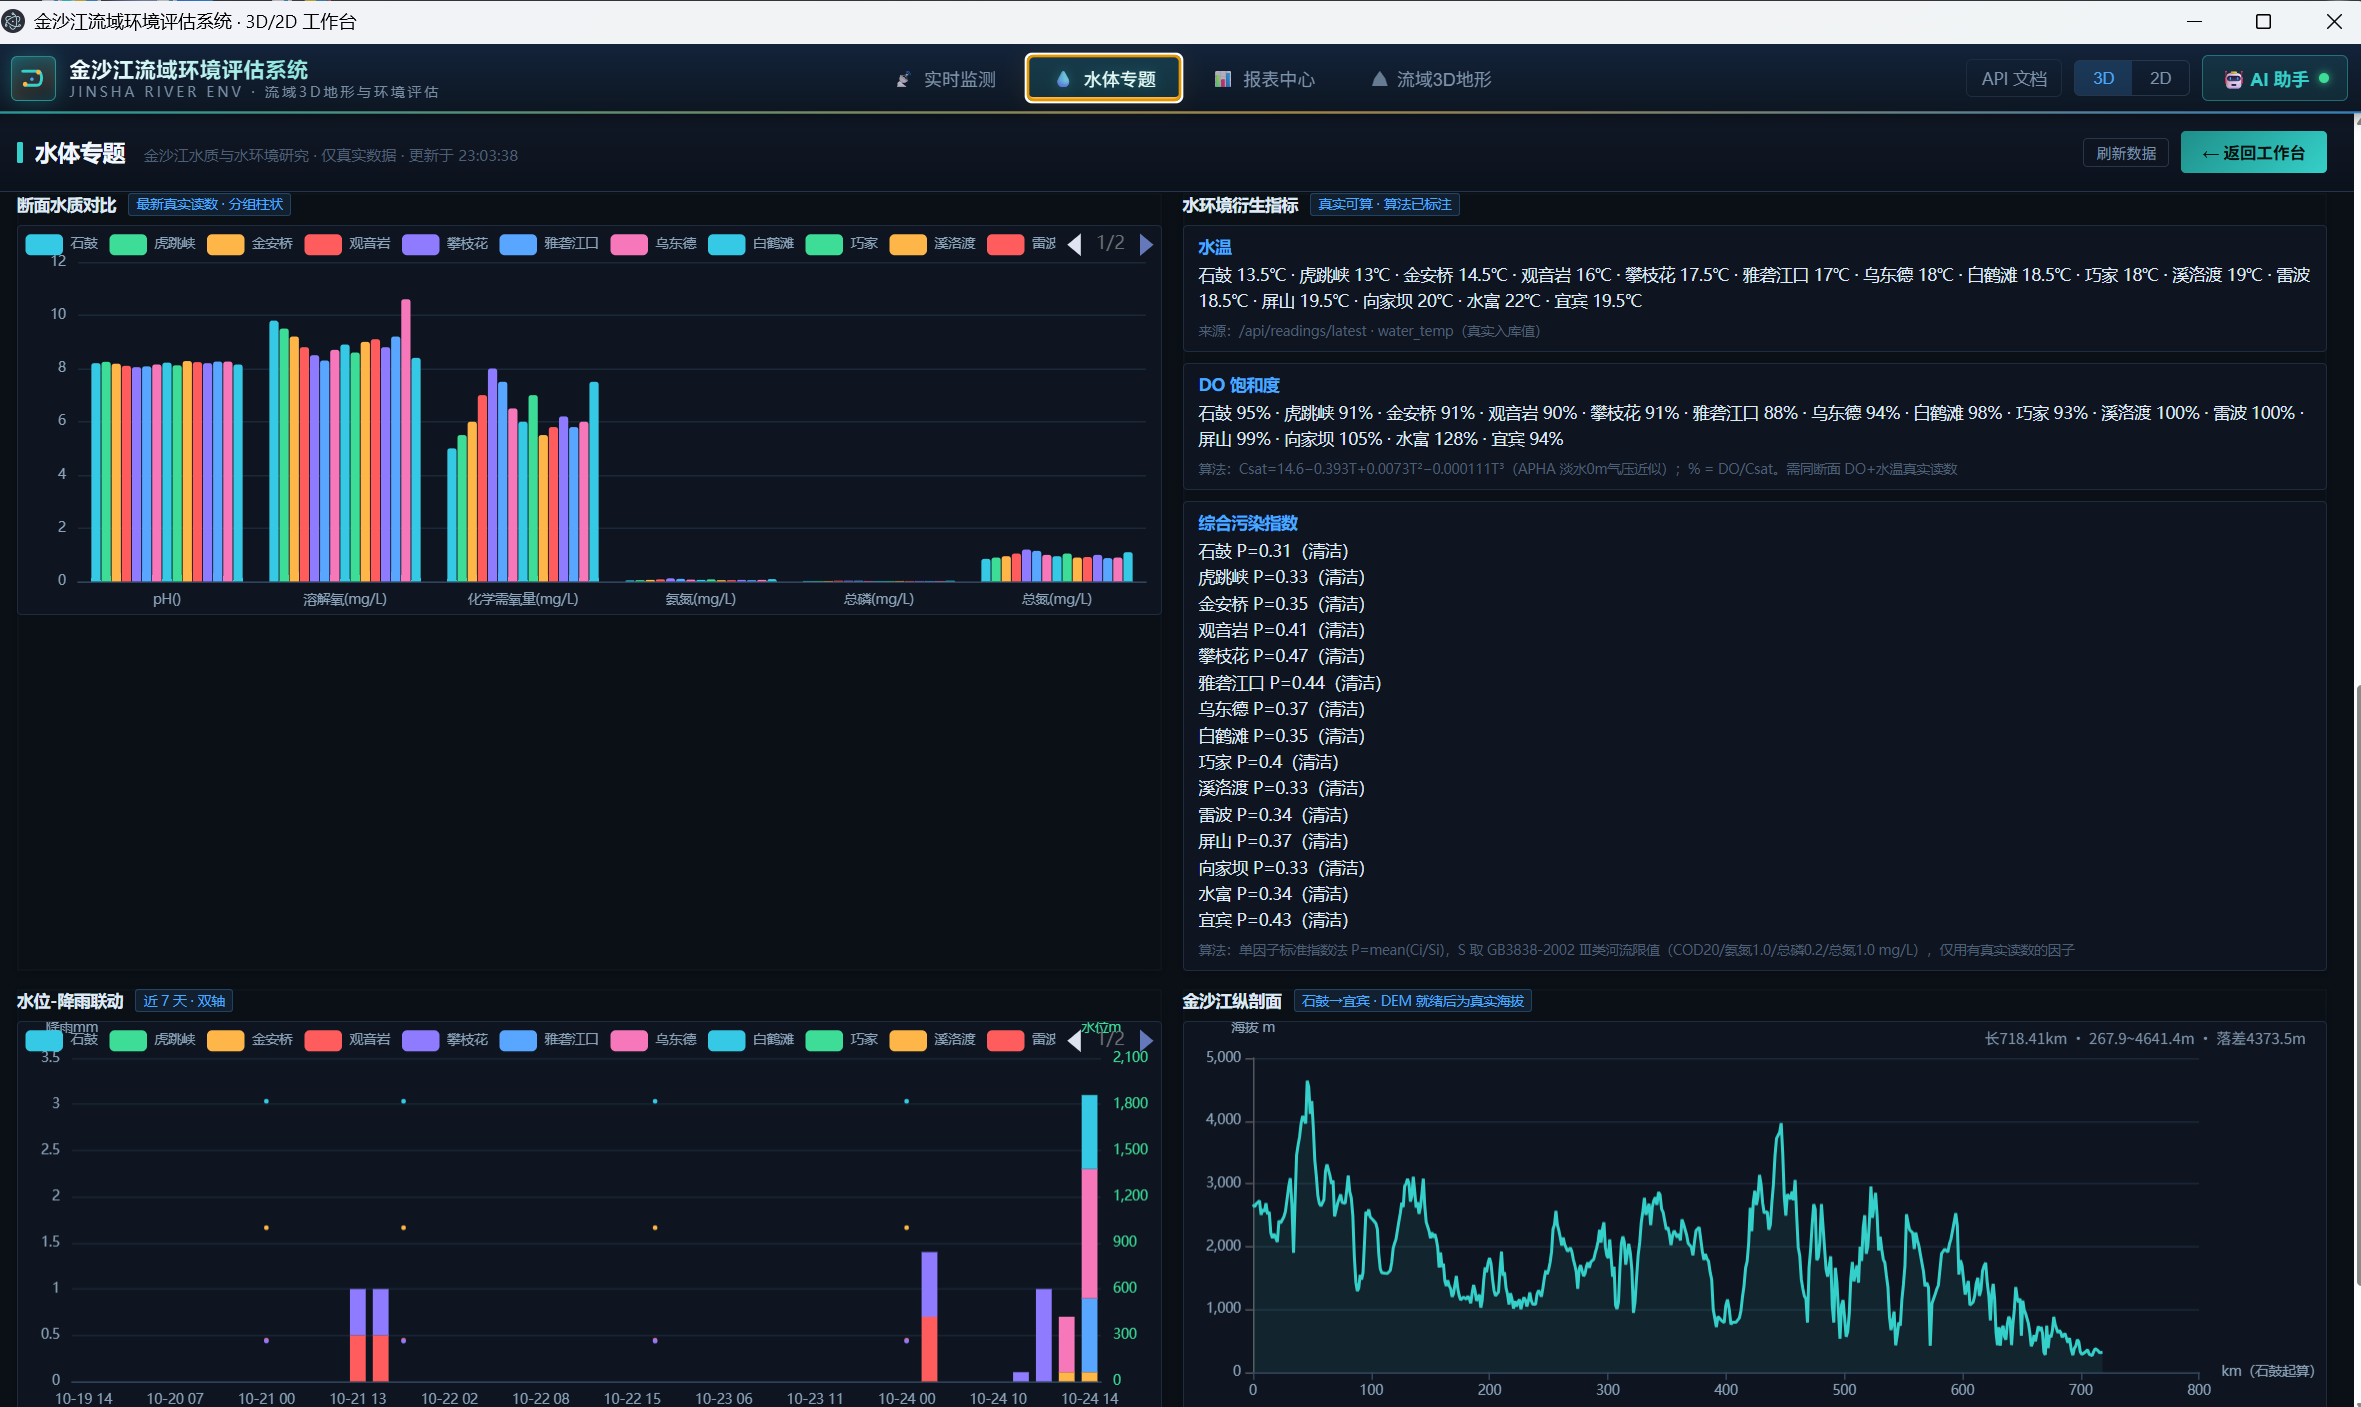 金沙江流域环境评估系统 · 3D/2D 工作台
金沙江流域环境评估系统
JINSHA RIVER ENV · 流域3D地形与环境评估
实时监测
水体专题
报表中心
流域3D地形
API 文档
3D
2D
AI 助手
水体专题
金沙江水质与水环境研究 · 仅真实数据 · 更新于 23:03:38
刷新数据
← 返回工作台
断面水质对比
最新真实读数 · 分组柱状
石鼓 虎跳峡 金安桥 观音岩 攀枝花 雅砻江口 乌东德 白鹤滩 巧家 溪洛渡 雷波
1/2
12
10
8
6
4
2
0
pH() 溶解氧(mg/L) 化学需氧量(mg/L) 氨氮(mg/L) 总磷(mg/L) 总氮(mg/L)
水环境衍生指标
真实可算 · 算法已标注
水温
石鼓 13.5℃ · 虎跳峡 13℃ · 金安桥 14.5℃ · 观音岩 16℃ · 攀枝花 17.5℃ · 雅砻江口 17℃ · 乌东德 18℃ · 白鹤滩 18.5℃ · 巧家 18℃ · 溪洛渡 19℃ · 雷波
18.5℃ · 屏山 19.5℃ · 向家坝 20℃ · 水富 22℃ · 宜宾 19.5℃
来源：/api/readings/latest · water_temp（真实入库值）
DO 饱和度
石鼓 95% · 虎跳峡 91% · 金安桥 91% · 观音岩 90% · 攀枝花 91% · 雅砻江口 88% · 乌东德 94% · 白鹤滩 98% · 巧家 93% · 溪洛渡 100% · 雷波 100% ·
屏山 99% · 向家坝 105% · 水富 128% · 宜宾 94%
算法：Csat=14.6−0.393T+0.0073T²−0.000111T³（APHA 淡水0m气压近似）；% = DO/Csat。需同断面 DO+水温真实读数
综合污染指数
石鼓 P=0.31（清洁）
虎跳峡 P=0.33（清洁）
金安桥 P=0.35（清洁）
观音岩 P=0.41（清洁）
攀枝花 P=0.47（清洁）
雅砻江口 P=0.44（清洁）
乌东德 P=0.37（清洁）
白鹤滩 P=0.35（清洁）
巧家 P=0.4（清洁）
溪洛渡 P=0.33（清洁）
雷波 P=0.34（清洁）
屏山 P=0.37（清洁）
向家坝 P=0.33（清洁）
水富 P=0.34（清洁）
宜宾 P=0.43（清洁）
算法：单因子标准指数法 P=mean(Ci/Si)，S 取 GB3838-2002 Ⅲ类河流限值（COD20/氨氮1.0/总磷0.2/总氮1.0 mg/L），仅用有真实读数的因子
水位-降雨联动
近 7 天 · 双轴
降雨mm
水位m
石鼓 虎跳峡 金安桥 观音岩 攀枝花 雅砻江口 乌东德 白鹤滩 巧家 溪洛渡 雷波
1/2
3.5
3
2.5
2
1.5
1
0.5
0
2,100
1,800
1,500
1,200
900
600
300
0
10-19 14 10-20 07 10-21 00 10-21 13 10-22 02 10-22 08 10-22 15 10-23 06 10-23 11 10-24 00 10-24 10 10-24 14
金沙江纵剖面
石鼓→宜宾 · DEM 就绪后为真实海拔
海拔 m
长718.41km • 267.9~4641.4m • 落差4373.5m
5,000
4,000
3,000
2,000
1,000
0
0 100 200 300 400 500 600 700 800
km（石鼓起算）